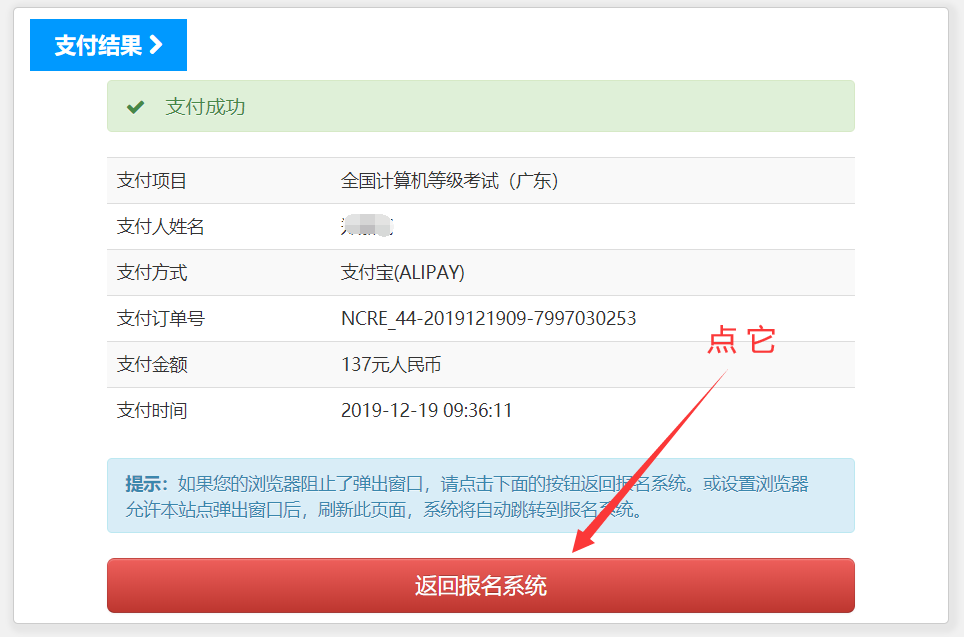 支付结果
支付成功
支付项目 全国计算机等级考试（广东）
支付人姓名
支付方式 支付宝(ALIPAY)
支付订单号 NCRE_44-2019121909-7997030253
支付金额 137元人民币
支付时间 2019-12-19 09:36:11
点 它
提示：如果您的浏览器阻止了弹出窗口，请点击下面的按钮返回报名系统。或设置浏览器
允许本站点弹出窗口后，刷新此页面，系统将自动跳转到报名系统。
返回报名系统